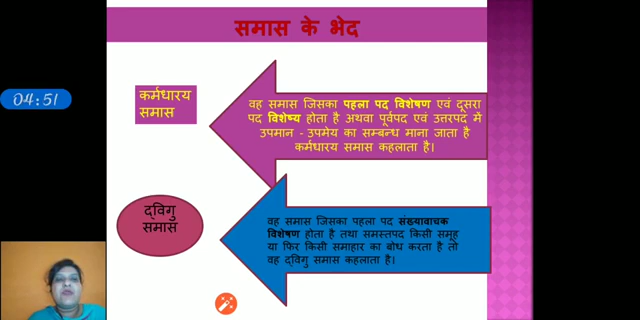 समास के भेद
04:51
कर्मधारय
समास
वह समास जिसका पहला पद विशेषण एवं दूसरा
पद विशेष्य होता है अथवा पूर्वपद एवं उत्तरपद में
उपमान - उपमेय का सम्बन्ध माना जाता है
कर्मधारय समास कहलाता है।
द्विगु
समास
वह समास जिसका पहला पद संख्यावाचक
विशेषण होता है तथा समस्तपद किसी समूह
या फिर किसी समाहार का बोध करता है तो
वह द्विगु समास कहलाता है।